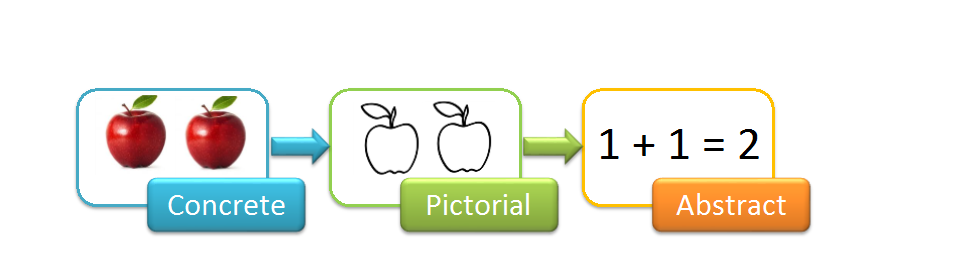 1 + 1 = 2
Concrete
Pictorial
Abstract